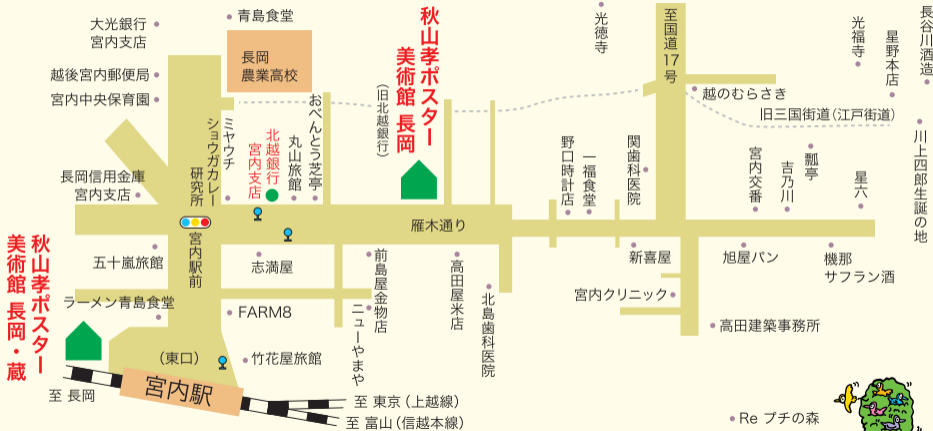 大光銀行
宮内支店
越後宮内郵便局
宮内中央保育園
長岡信用金庫
宮内支店
五十嵐旅館
ラーメン青島食堂
秋山孝ポスター
美術館 長岡・蔵
至 長岡
宮内駅
(東口)
竹花屋旅館
至 東京(上越線)
至 富山(信越本線)
FARM8
志満屋
宮内駅前
ミヤウチ
ショウガカレー
研究所
北越銀行
宮内支店
丸山旅館
おべんとう芝亭
青島食堂
長岡
農業高校
秋山孝ポスター
美術館 長岡
(旧北越銀行)
雁木通り
前島屋金物店
ニューやまや
高田屋米店
北島歯科医院
野口時計店
一福食堂
関歯科医院
新喜屋
宮内クリニック
高田建築事務所
Re プチの森
光徳寺
至国道17号
越のむらさき
旧三国街道(江戸街道)
宮内交番
吉乃川
瓢亭
星六
旭屋パン
機那
サフラン酒
光福寺
星野本店
長谷川酒造
川上四郎生誕の地